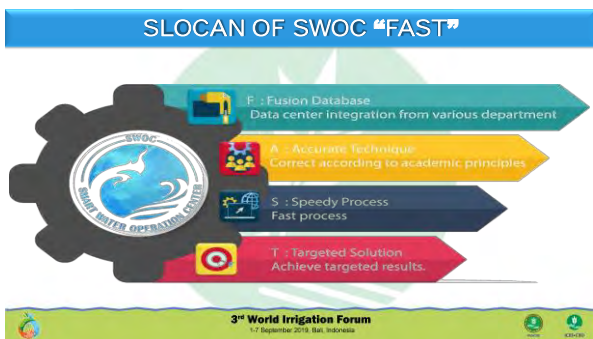 SLOCAN OF SWOC “FAST”
F : Fusion Database
Data center integration from various department
A : Accurate Technique
Correct according to academic principles
S : Speedy Process
Fast process
T : Targeted Solution
Achieve targeted results.
SWOC
SMART WATER OPERATION CENTER
3rd World Irrigation Forum
1-7 September 2019, Bali, Indonesia